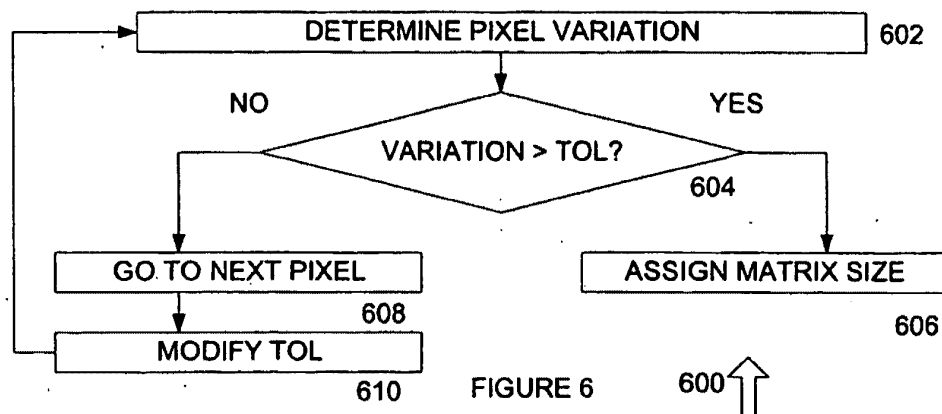 DETERMINE PIXEL VARIATION
602
NO
YES
VARIATION > TOL?
604
GO TO NEXT PIXEL
608
ASSIGN MATRIX SIZE
606
MODIFY TOL
610
FIGURE 6
600